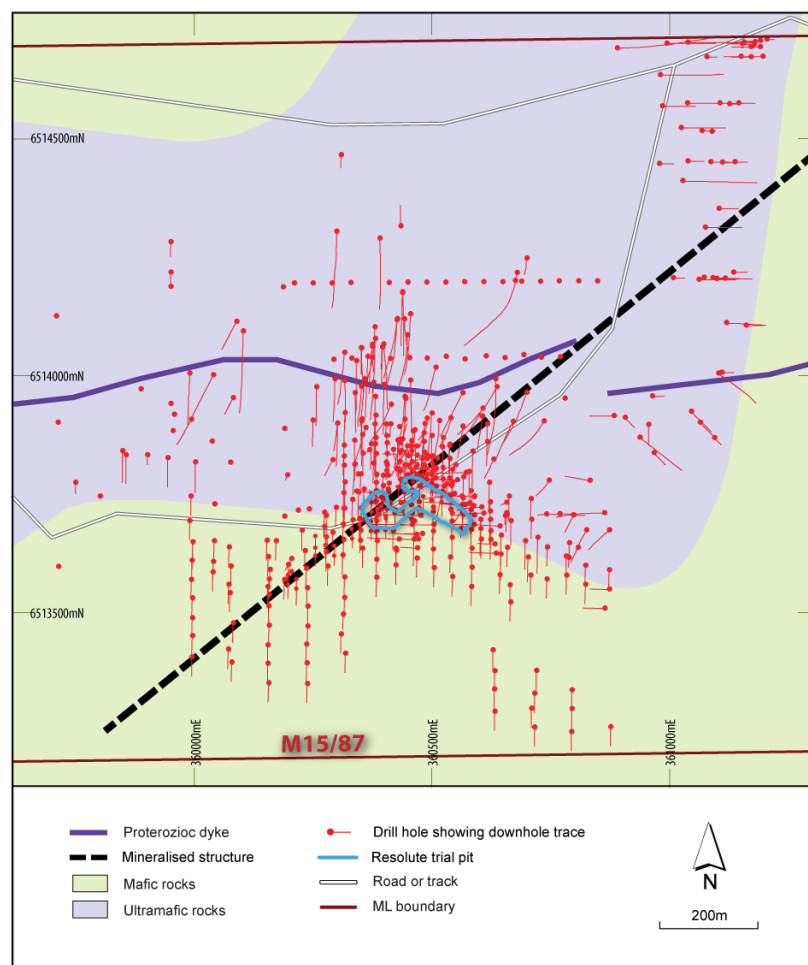 6514500mN
6514000mN
6513500mN
360000mE
360500mE
361000mE
M15/87
Proterozioc dyke
Mineralised structure
Mafic rocks
Ultramafic rocks
Drill hole showing downhole trace
Resolute trial pit
Road or track
ML boundary
N
200m